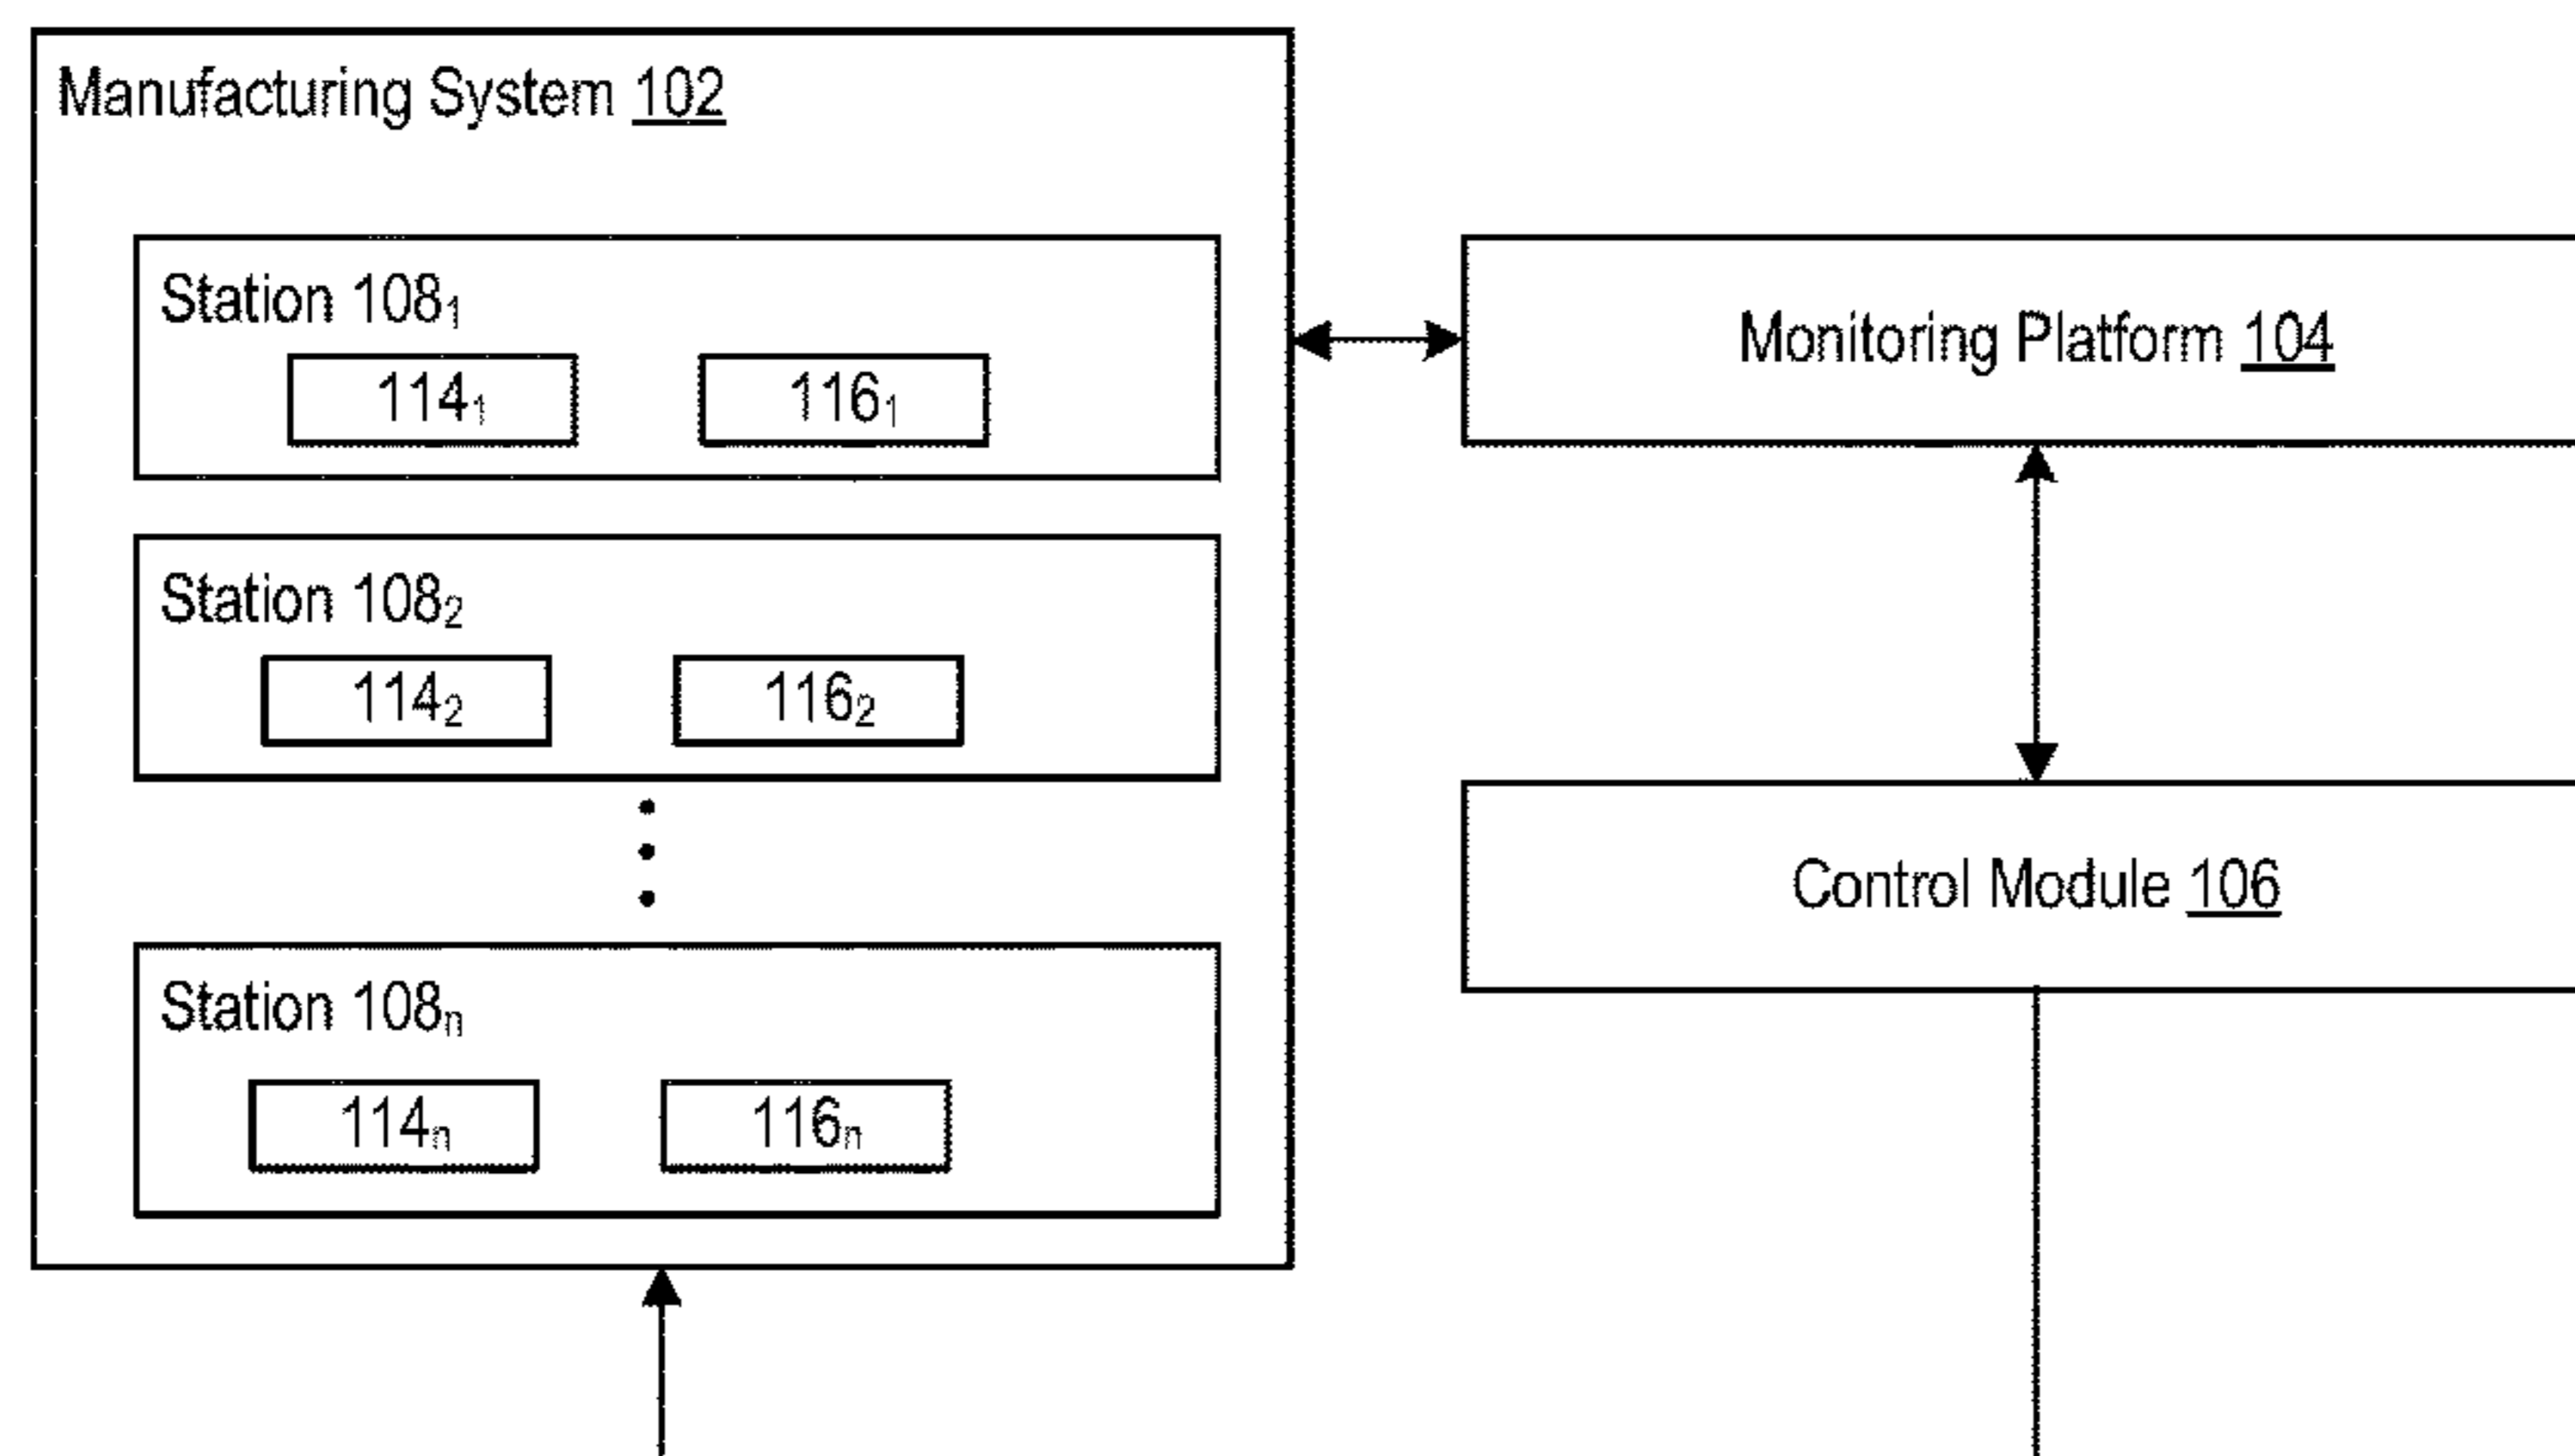 Manufacturing System 102
Station 108₁
114₁ 116₁
Station 108₂
114₂ 116₂
Station 108ₙ
114ₙ 116ₙ
Monitoring Platform 104
Control Module 106